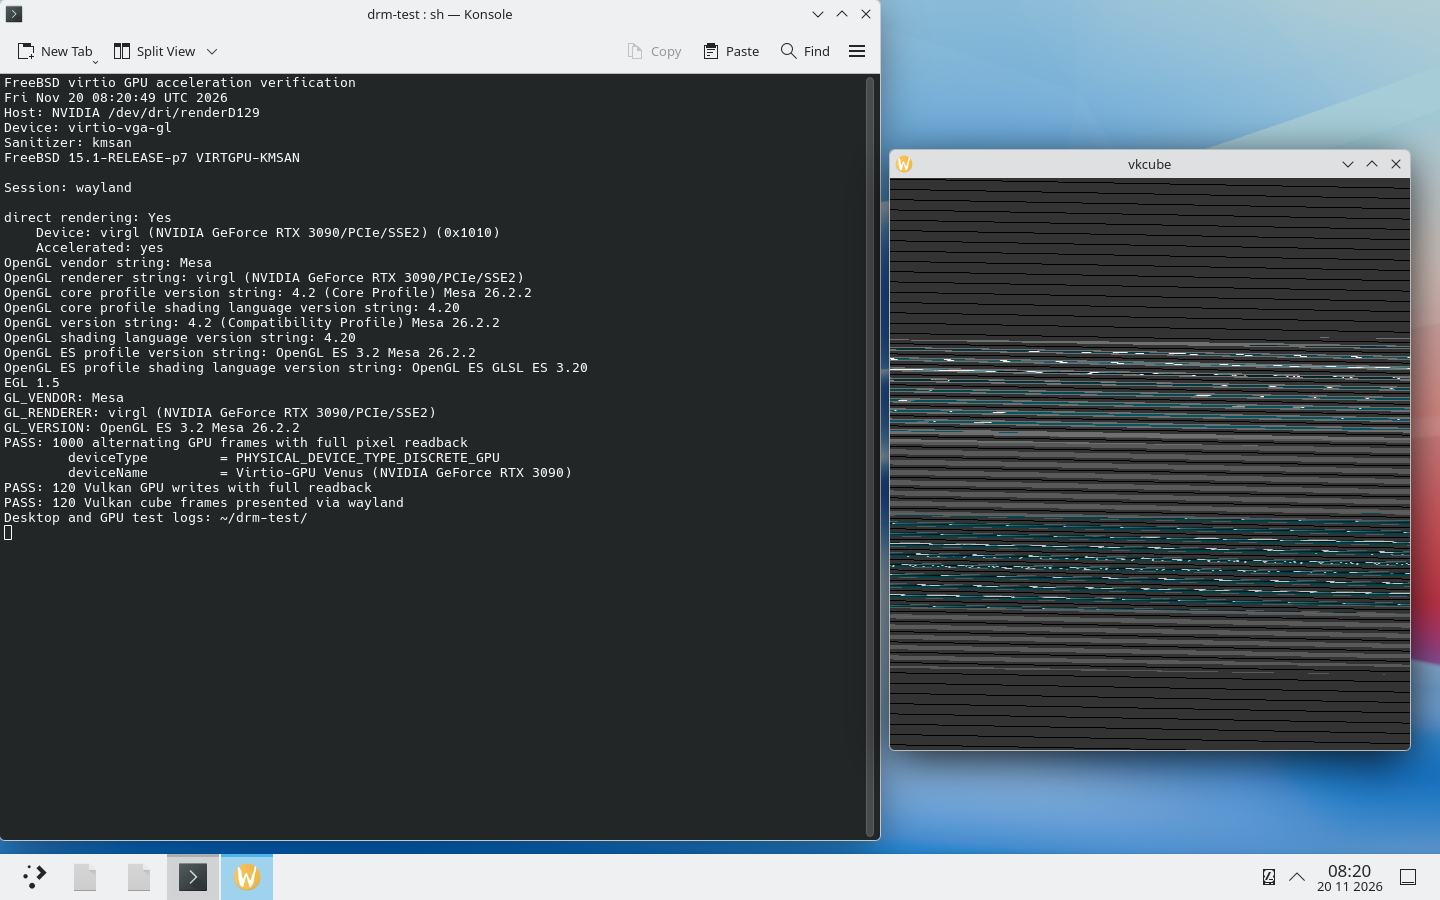 drm-test : sh — Konsole
New Tab
Split View
Copy
Paste
Find
FreeBSD virtio GPU acceleration verification
Fri Nov 20 08:20:49 UTC 2026
Host: NVIDIA /dev/dri/renderD129
Device: virtio-vga-gl
Sanitizer: kmsan
FreeBSD 15.1-RELEASE-p7 VIRTGPU-KMSAN
Session: wayland
direct rendering: Yes
Device: virgl (NVIDIA GeForce RTX 3090/PCIe/SSE2) (0x1010)
Accelerated: yes
OpenGL vendor string: Mesa
OpenGL renderer string: virgl (NVIDIA GeForce RTX 3090/PCIe/SSE2)
OpenGL core profile version string: 4.2 (Core Profile) Mesa 26.2.2
OpenGL core profile shading language version string: 4.20
OpenGL version string: 4.2 (Compatibility Profile) Mesa 26.2.2
OpenGL shading language version string: 4.20
OpenGL ES profile version string: OpenGL ES 3.2 Mesa 26.2.2
OpenGL ES profile shading language version string: OpenGL ES GLSL ES 3.20
EGL 1.5
GL_VENDOR: Mesa
GL_RENDERER: virgl (NVIDIA GeForce RTX 3090/PCIe/SSE2)
GL_VERSION: OpenGL ES 3.2 Mesa 26.2.2
PASS: 1000 alternating GPU frames with full pixel readback
deviceType = PHYSICAL_DEVICE_TYPE_DISCRETE_GPU
deviceName = Virtio-GPU Venus (NVIDIA GeForce RTX 3090)
PASS: 120 Vulkan GPU writes with full readback
PASS: 120 Vulkan cube frames presented via wayland
Desktop and GPU test logs: ~/drm-test/
vkcube
08:20
20 11 2026